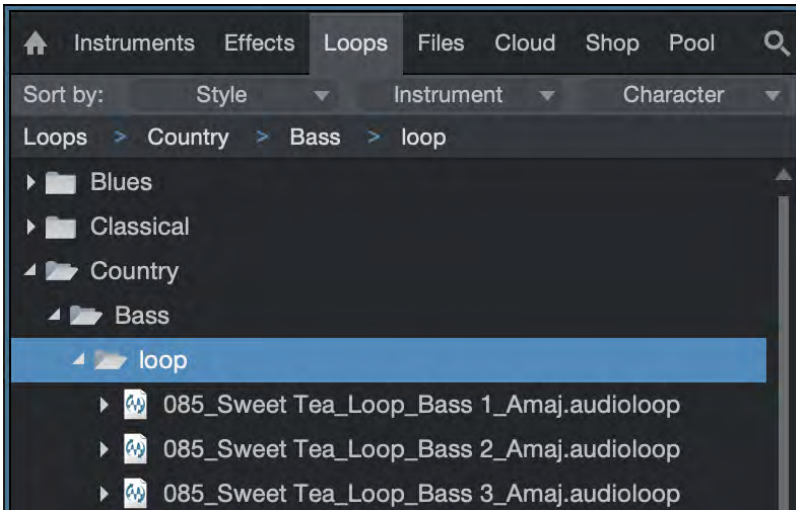 Instruments Effects Loops Files Cloud Shop Pool
Sort by: Style Instrument Character
Loops > Country > Bass > loop
Blues
Classical
Country
Bass
loop
085_Sweet Tea_Loop_Bass 1_Amaj.audioloop
085_Sweet Tea_Loop_Bass 2_Amaj.audioloop
085_Sweet Tea_Loop_Bass 3_Amaj.audioloop